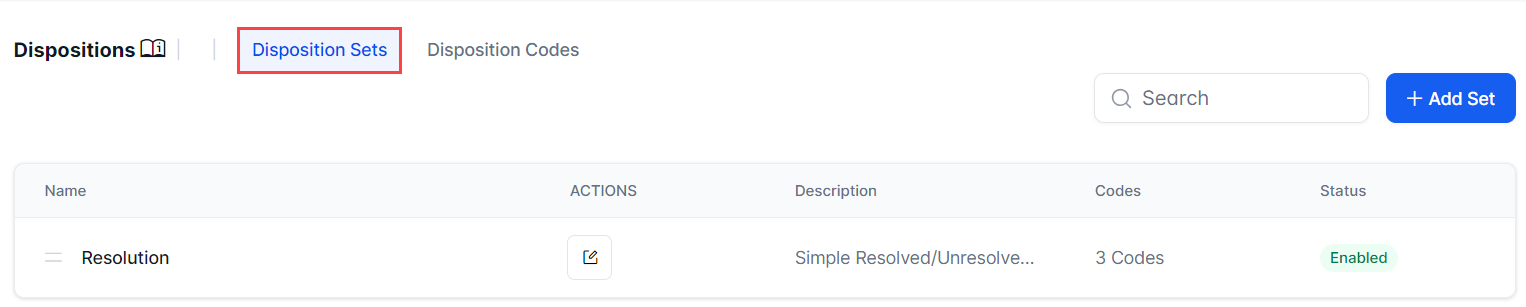 Dispositions Disposition Sets Disposition Codes
Search + Add Set
Name ACTIONS Description Codes Status
Resolution Simple Resolved/Unresolve... 3 Codes Enabled